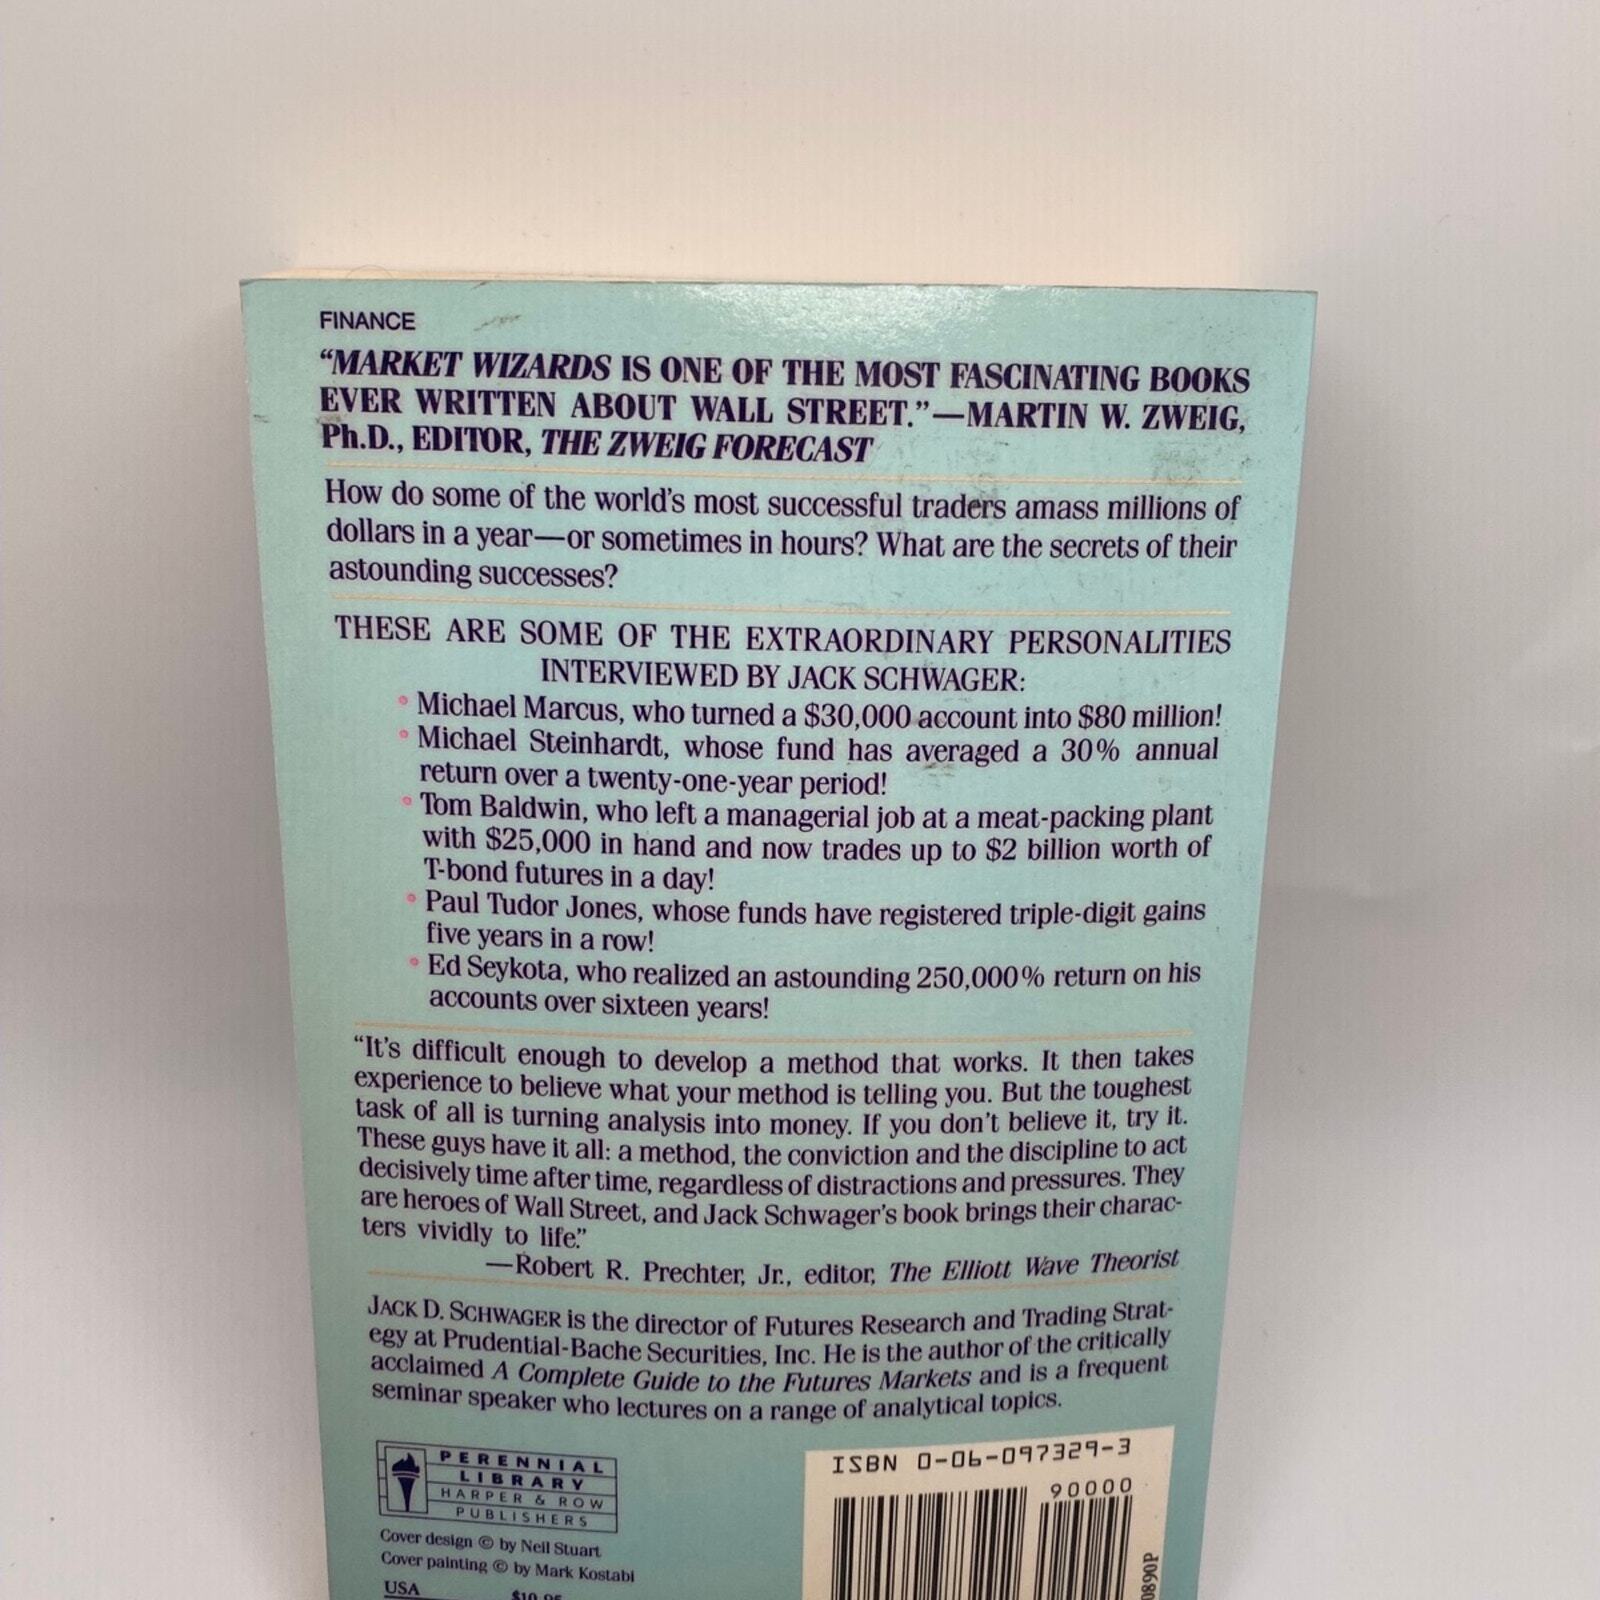 FINANCE
“MARKET WIZARDS IS ONE OF THE MOST FASCINATING BOOKS
EVER WRITTEN ABOUT WALL STREET.”—MARTIN W. ZWEIG,
Ph.D., EDITOR, THE ZWEIG FORECAST
How do some of the world's most successful traders amass millions of
dollars in a year—or sometimes in hours? What are the secrets of their
astounding successes?
THESE ARE SOME OF THE EXTRAORDINARY PERSONALITIES
INTERVIEWED BY JACK SCHWAGER:
• Michael Marcus, who turned a $30,000 account into $80 million!
• Michael Steinhardt, whose fund has averaged a 30% annual
return over a twenty-one-year period!
• Tom Baldwin, who left a managerial job at a meat-packing plant
with $25,000 in hand and now trades up to $2 billion worth of
T-bond futures in a day!
• Paul Tudor Jones, whose funds have registered triple-digit gains
five years in a row!
• Ed Seykota, who realized an astounding 250,000% return on his
accounts over sixteen years!
“It's difficult enough to develop a method that works. It then takes
experience to believe what your method is telling you. But the toughest
task of all is turning analysis into money. If you don't believe it, try it.
These guys have it all: a method, the conviction and the discipline to act
decisively time after time, regardless of distractions and pressures. They
are heroes of Wall Street, and Jack Schwager's book brings their charac-
ters vividly to life.”
—Robert R. Prechter, Jr., editor, The Elliott Wave Theorist
JACK D. SCHWAGER is the director of Futures Research and Trading Strat-
egy at Prudential-Bache Securities, Inc. He is the author of the critically
acclaimed A Complete Guide to the Futures Markets and is a frequent
seminar speaker who lectures on a range of analytical topics.
PERENNIAL
LIBRARY
HARPER & ROW
PUBLISHERS
Cover design © by Neil Stuart
Cover painting © by Mark Kostabi
USA $10.95
ISBN 0-06-097329-3
90000
0890P